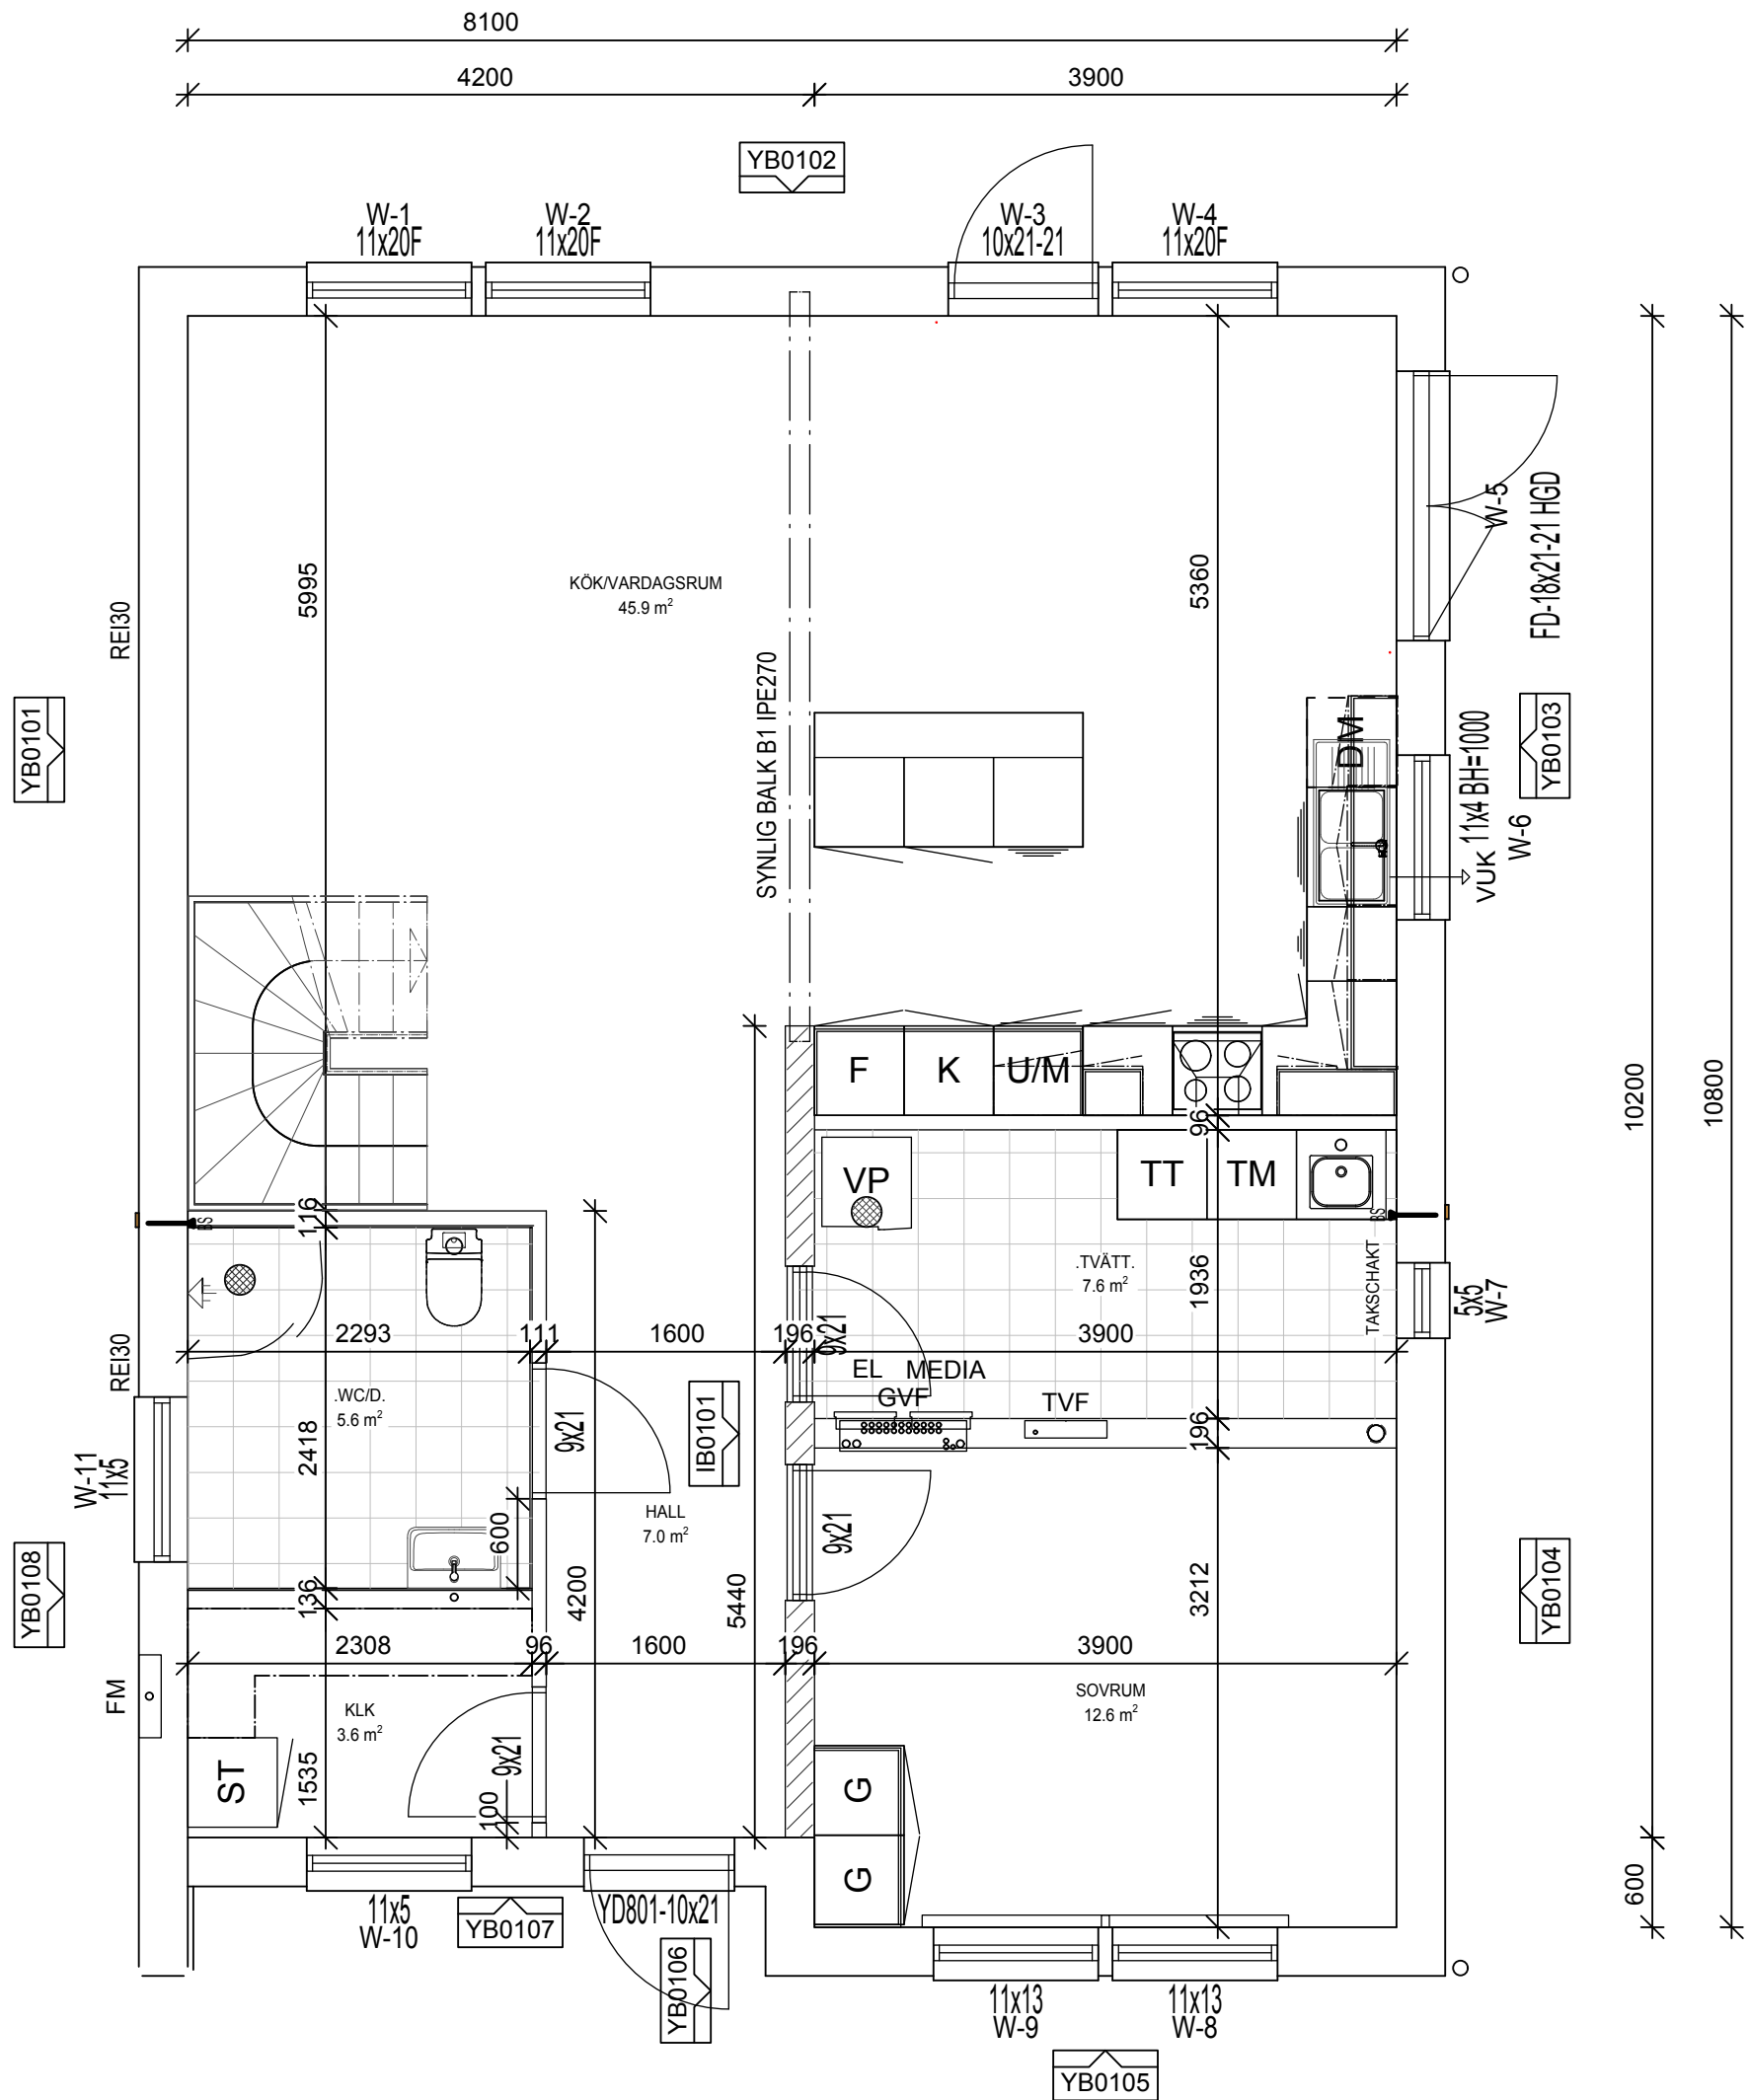 8100
4200
3900
YB0102
W-1
11x20F
W-2
11x20F
W-3
10x21-21
W-4
11x20F
W-5
FD-18x21-21 HGD
REI30
5995
KÖK/VARDAGSRUM
45.9 m²
5360
SYNLIG BALK B1 IPE270
YB0101
YB0103
DM
11x4 BH=1000
W-6
VUK
10200
10800
F
K
U/M
96
VP
TT
TM
116
BS
BS
.TVÄTT.
7.6 m²
1936
TAKSCHAKT
5x5
W-7
REI30
2293
111
1600
196
9x21
3900
EL
MEDIA
GVF
TVF
.WC/D.
5.6 m²
2418
9x21
IB0101
196
W-11
11x5
HALL
7.0 m²
600
9x21
YB0108
136
4200
5440
3212
YB0104
2308
96
1600
196
3900
FM
KLK
3.6 m²
SOVRUM
12.6 m²
ST
1535
9x21
100
G
G
600
11x5
W-10
YB0107
YD801-10x21
YB0106
11x13
W-9
11x13
W-8
YB0105